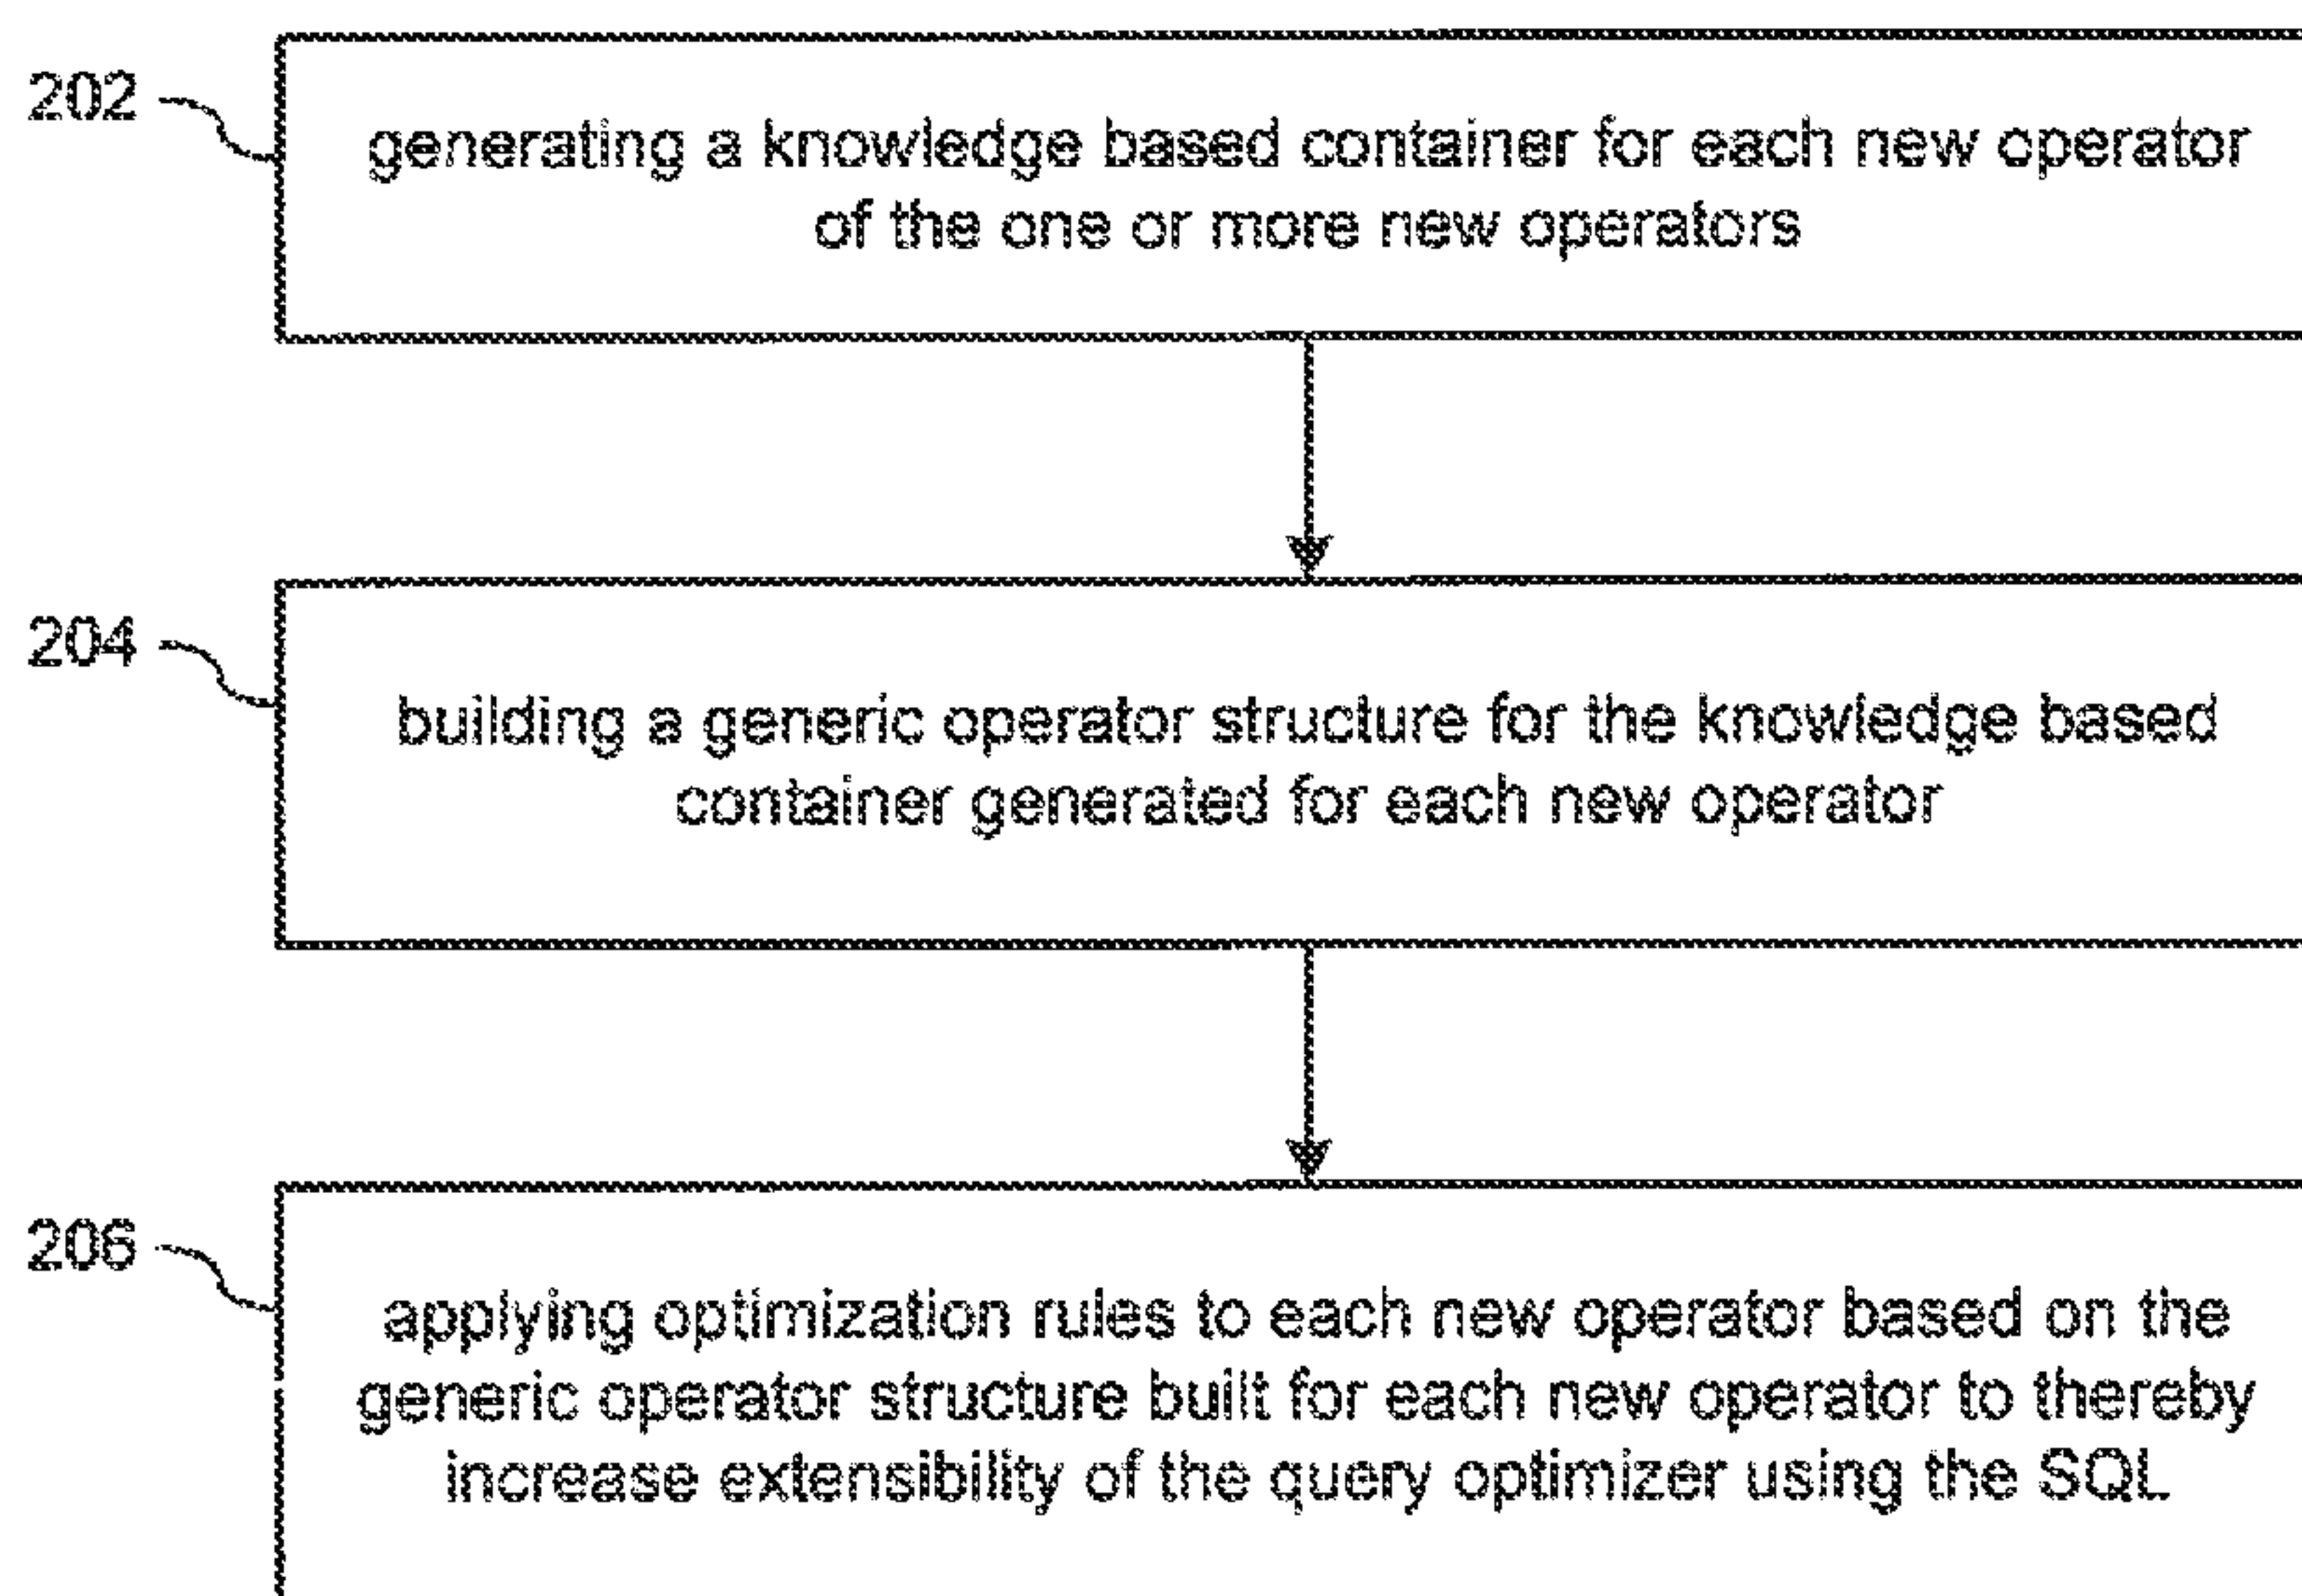 202
generating a knowledge based container for each new operator
of the one or more new operators
204
building a generic operator structure for the knowledge based
container generated for each new operator
206
applying optimization rules to each new operator based on the
generic operator structure built for each new operator to thereby
increase extensibility of the query optimizer using the SQL